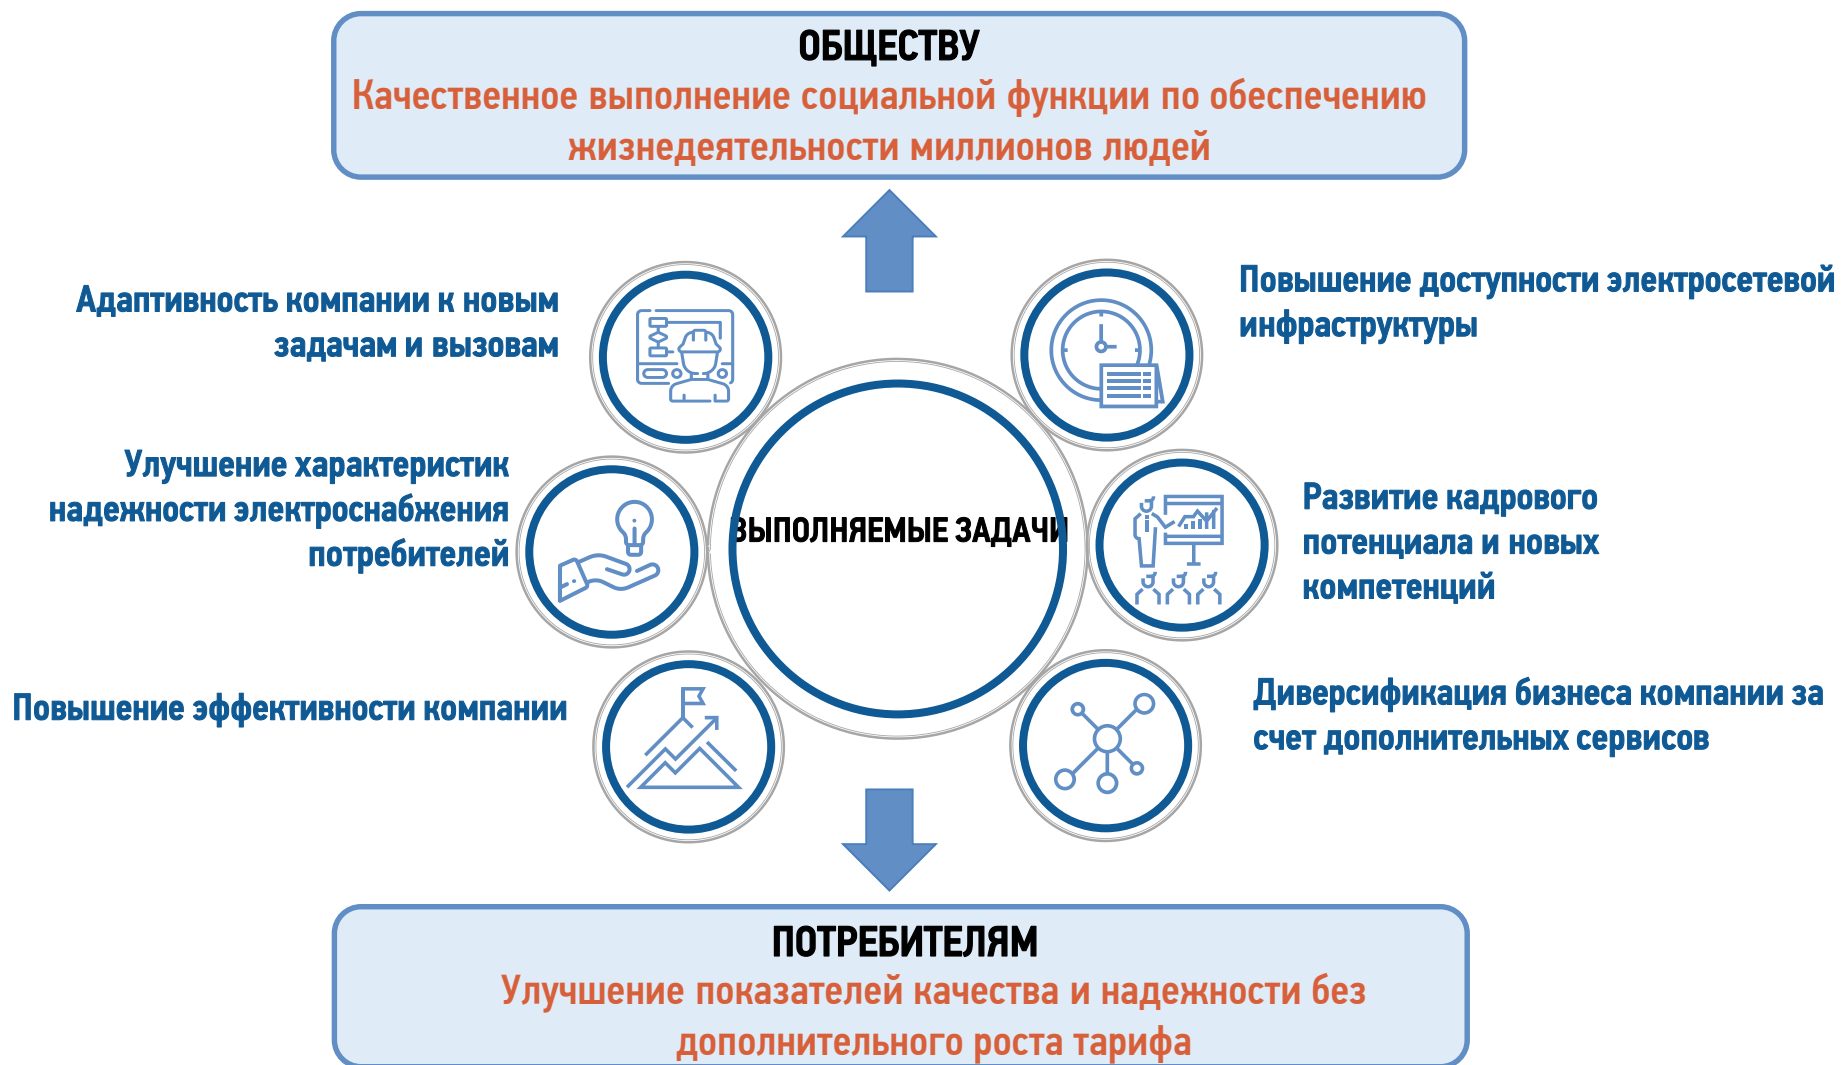 ОБЩЕСТВУ
Качественное выполнение социальной функции по обеспечению
жизнедеятельности миллионов людей
Адаптивность компании к новым
задачам и вызовам
Повышение доступности электросетевой
инфраструктуры
Улучшение характеристик
надежности электроснабжения
потребителей
ВЫПОЛНЯЕМЫЕ ЗАДАЧИ
Развитие кадрового
потенциала и новых
компетенций
Повышение эффективности компании
Диверсификация бизнеса компании за
счет дополнительных сервисов
ПОТРЕБИТЕЛЯМ
Улучшение показателей качества и надежности без
дополнительного роста тарифа